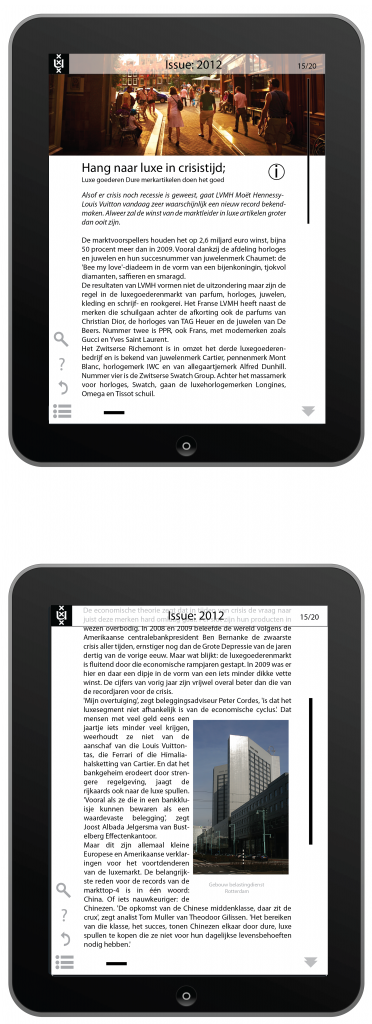 Issue: 2012
15/20
Hang naar luxe in crisistijd;
Luxe goederen Dure merkartikelen doen het goed
Alsof er crisis noch recessie is geweest, gaat LVMH Moët Hennessy-
Louis Vuitton vandaag zeer waarschijnlijk een nieuw record bekend-
maken. Alweer zal de winst van de marktleider in luxe artikelen groter
dan ooit zijn.
De marktvoorspellers houden het op 2,6 miljard euro winst, bijna
50 procent meer dan in 2009. Vooral dankzij de afdeling horloges
en juwelen en hun succesnummer van juwelenmerk Chaumet: de
'Bee my love'-diadeem in de vorm van een bijenkoningin, tjokvol
diamanten, saffieren en smaragd.
De resultaten van LVMH vormen niet de uitzondering maar zijn de
regel in de luxegoederenmarkt van parfum, horloges, juwelen,
kleding en schrijf- en rookgerei. Het Franse LVMH heeft naast de
merken die schuilgaan achter de afkorting ook de parfums van
Christian Dior, de horloges van TAG Heuer en de juwelen van De
Beers. Nummer twee is PPR, ook Frans, met modemerken zoals
Gucci en Yves Saint Laurent.
Het Zwitserse Richemont is in omzet het derde luxegoederen-
bedrijf en is bekend van juwelenmerk Cartier, pennenmerk Mont
Blanc, horlogemerk IWC en van allegaartjemerk Alfred Dunhill.
Nummer vier is de Zwitserse Swatch Group. Achter het massamerk
voor horloges, Swatch, gaan de luxehorlogemerken Longines,
Omega en Tissot schuil.
?
De economische theorie zegt dat in tijden van crisis de vraag naar
Issue: 2012
15/20
juist deze merken hard zijn hun producten in
wezen overbodig. In 2008 en 2009 beleefde de wereld volgens de
Amerikaanse centralebankpresident Ben Bernanke de zwaarste
crisis aller tijden, ernstiger nog dan de Grote Depressie van de jaren
dertig van de vorige eeuw. Maar wat blijkt: de luxegoederenmarkt
is fluitend door die economische rampjaren gestapt. In 2009 was er
hier en daar een dipje in de vorm van een iets minder dikke vette
winst. De cijfers van vorig jaar zijn vrijwel overal beter dan die van
de recordjaren voor de crisis.
'Mijn overtuiging', zegt beleggingsadviseur Peter Cordes, 'is dat het
luxesegment niet afhankelijk is van de economische cyclus.' Dat
mensen met veel geld eens een
jaartje iets minder veel krijgen,
weerhoudt ze niet van de
aanschaf van die Louis Vuitton-
tas, die Ferrari of die Himalia-
halsketting van Cartier. En dat het
bankgeheim erodeert door stren-
gere regelgeving, jaagt de
rijkaards ook naar de luxe spullen.
'Vooral als ze die in een bankklu-
isje kunnen bewaren als een
waardevaste belegging', zegt
Joost Albada Jelgersma van Bust-
elberg Effectenkantoor.
Maar dit zijn allemaal kleine
Europese en Amerikaanse verklar-
ingen voor het voortdenderen
van de luxemarkt. De belangrijk-
ste reden voor de records van de
markttop-4 is in één woord:
China. Of iets nauwkeuriger: de
Chinezen. 'De opkomst van de Chinese middenklasse, daar zit de
crux', zegt analist Tom Muller van Theodoor Gilissen. 'Het bereiken
van die klasse, het succes, tonen Chinezen elkaar door dure, luxe
spullen te kopen die ze niet voor hun dagelijkse levensbehoeften
nodig hebben.'
Gebouw belastingdienst
Rotterdam
?